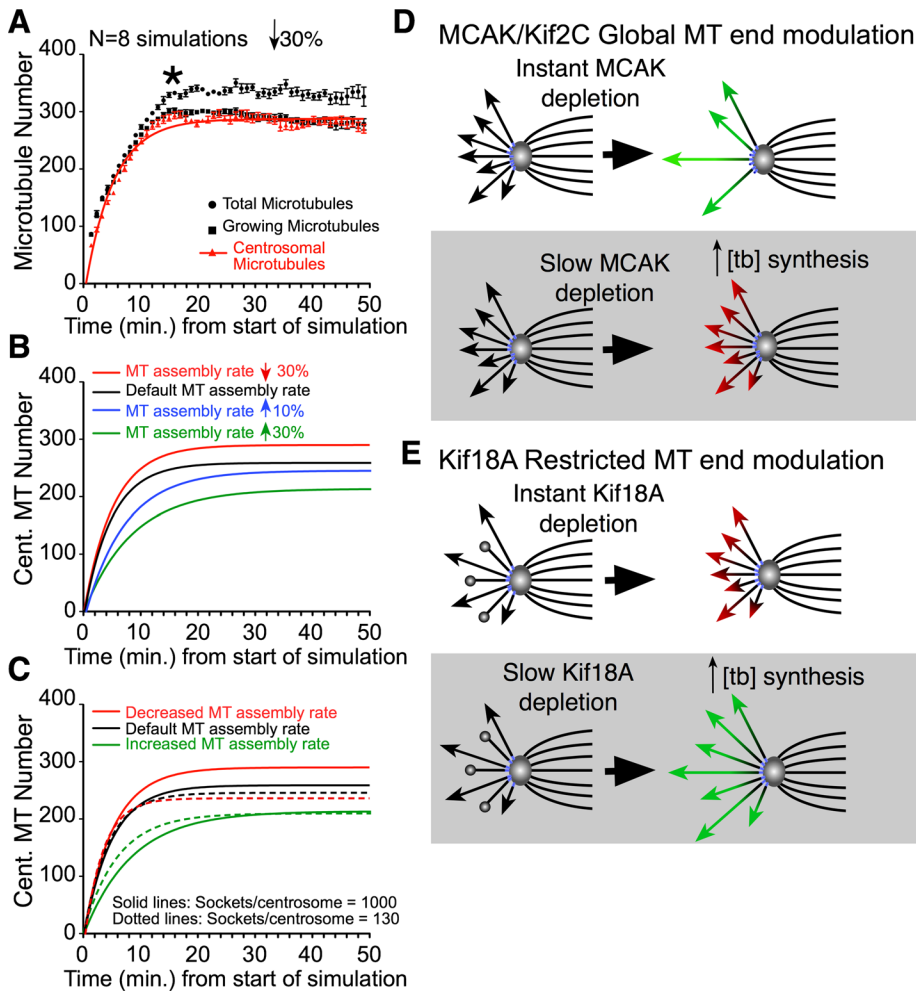 A
N=8 simulations ↓30%
Microtubule Number
400
300
200
100
0
*
Total Microtubules
Growing Microtubules
Centrosomal
Microtubules
0 10 20 30 40 50
Time (min.) from start of simulation
B
Cent. MT Number
400
300
200
100
0
MT assembly rate ↓ 30%
Default MT assembly rate
MT assembly rate ↑10%
MT assembly rate ↑30%
0 10 20 30 40 50
Time (min.) from start of simulation
C
Cent. MT Number
400
300
200
100
0
Decreased MT assembly rate
Default MT assembly rate
Increased MT assembly rate
Solid lines: Sockets/centrosome = 1000
Dotted lines: Sockets/centrosome = 130
0 10 20 30 40 50
Time (min.) from start of simulation
D
MCAK/Kif2C Global MT end modulation
Instant MCAK
depletion
Slow MCAK
depletion
↑ [tb] synthesis
E
Kif18A Restricted MT end modulation
Instant Kif18A
depletion
Slow Kif18A
depletion
↑ [tb] synthesis